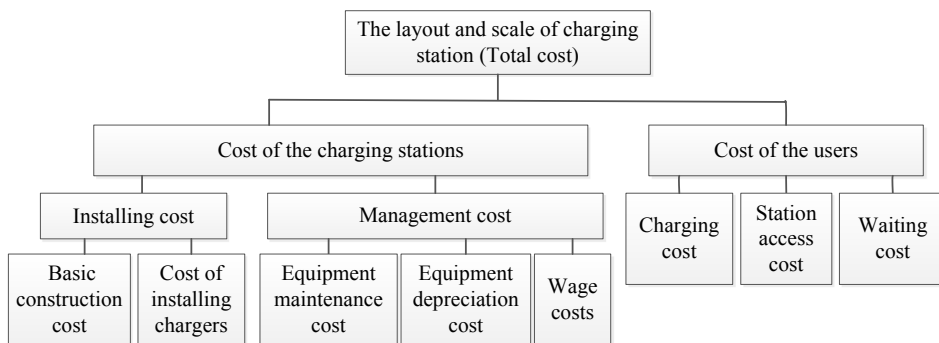 The layout and scale of charging
station (Total cost)
Cost of the charging stations
Cost of the users
Installing cost
Management cost
Charging
cost
Station
access
cost
Waiting
cost
Basic
construction
cost
Cost of
installing
chargers
Equipment
maintenance
cost
Equipment
depreciation
cost
Wage
costs